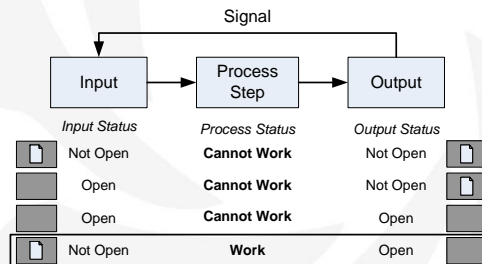 Signal
Input
Process
Step
Output
Input Status
Process Status
Output Status
Not Open
Cannot Work
Not Open
Open
Cannot Work
Not Open
Open
Cannot Work
Open
Not Open
Work
Open